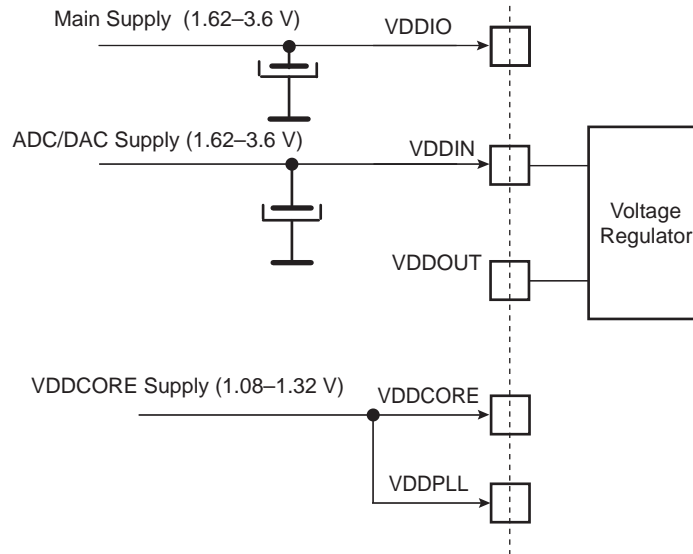 Main Supply (1.62–3.6 V)
VDDIO
ADC/DAC Supply (1.62–3.6 V)
VDDIN
Voltage
Regulator
VDDOUT
VDDCORE Supply (1.08–1.32 V)
VDDCORE
VDDPLL